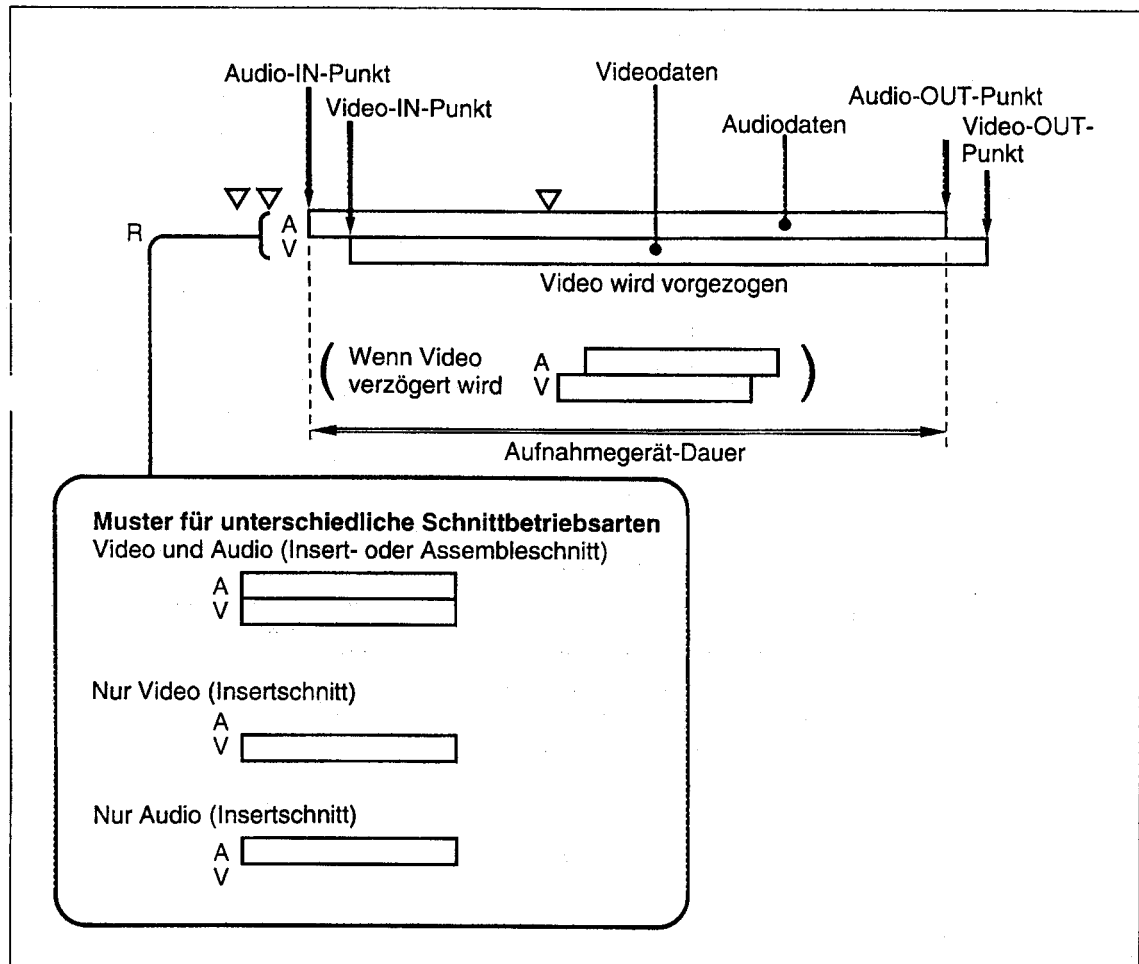 Audio-IN-Punkt
Video-IN-Punkt
Videodaten
Audiodaten
Audio-OUT-Punkt
Video-OUT-
Punkt
R
A
V
Video wird vorgezogen
( Wenn Video
verzögert wird
A
V
)
Aufnahmegerät-Dauer
Muster für unterschiedliche Schnittbetriebsarten
Video und Audio (Insert- oder Assembleschnitt)
A
V
Nur Video (Insertschnitt)
A
V
Nur Audio (Insertschnitt)
A
V